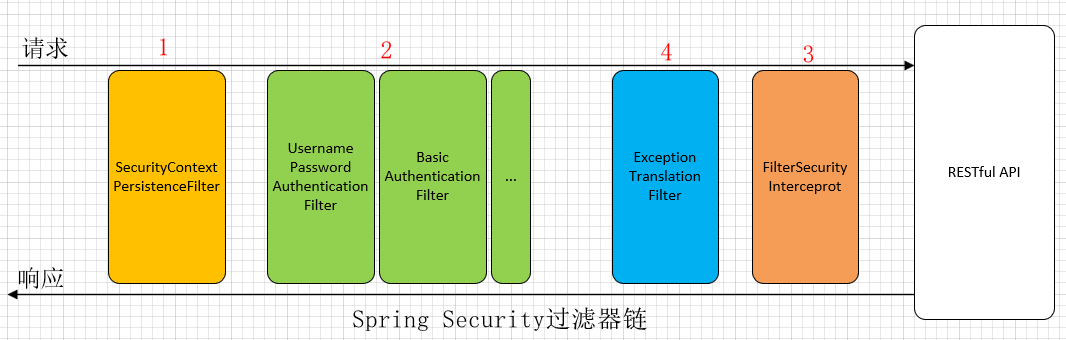 请求
1
2
4
3
SecurityContext
PersistenceFilter
Username
Password
Authentication
Filter
Basic
Authentication
Filter
...
Exception
Translation
Filter
FilterSecurity
Interceprot
RESTful API
响应
Spring Security过滤器链